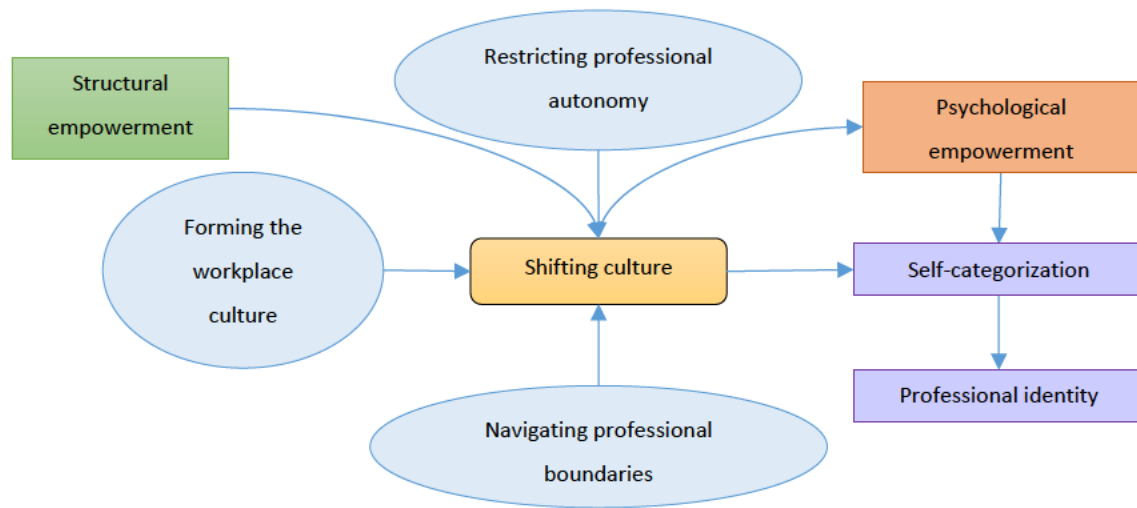 Structural
empowerment
Restricting professional
autonomy
Psychological
empowerment
Forming the
workplace
culture
Shifting culture
Self-categorization
Professional identity
Navigating professional
boundaries